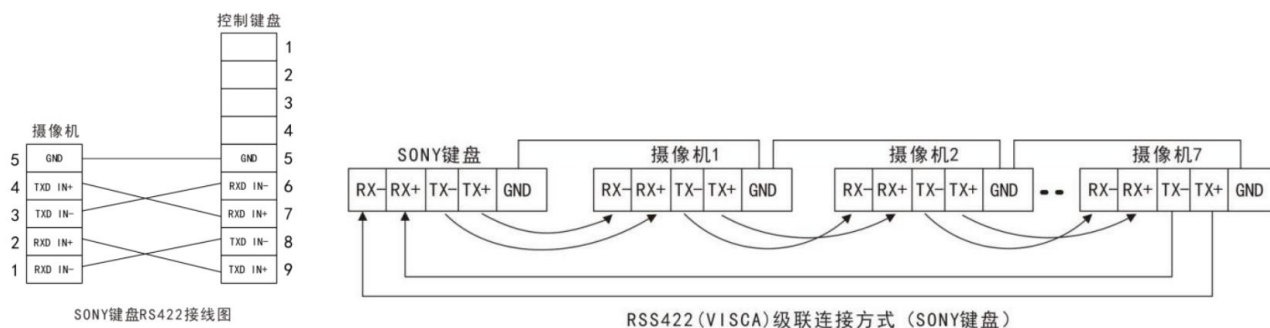 控制键盘
1
2
3
4
摄像机
5 GND GND 5
4 TXD IN+ RXD IN- 6
3 TXD IN- RXD IN+ 7
2 RXD IN+ TXD IN- 8
1 RXD IN- TXD IN+ 9
SONY键盘RS422接线图
SONY键盘 摄像机1 摄像机2 摄像机7
RX- RX+ TX- TX+ GND RX- RX+ TX- TX+ GND RX- RX+ TX- TX+ GND -- RX- RX+ TX- TX+ GND
RSS422(VISCA)级联连接方式 (SONY键盘)